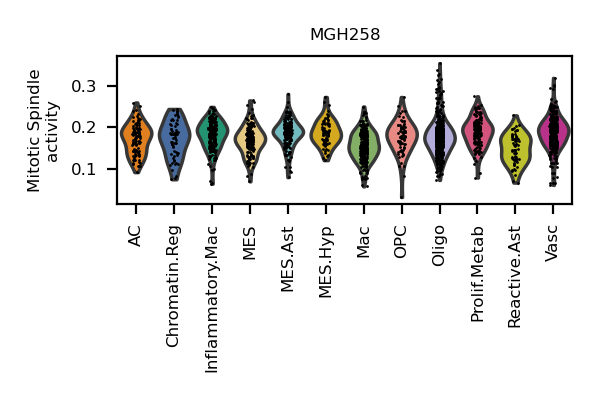 MGH258
Mitotic Spindle
activity
0.3
0.2
0.1
AC
Chromatin.Reg
Inflammatory.Mac
MES
MES.Ast
MES.Hyp
Mac
OPC
Oligo
Prolif.Metab
Reactive.Ast
Vasc